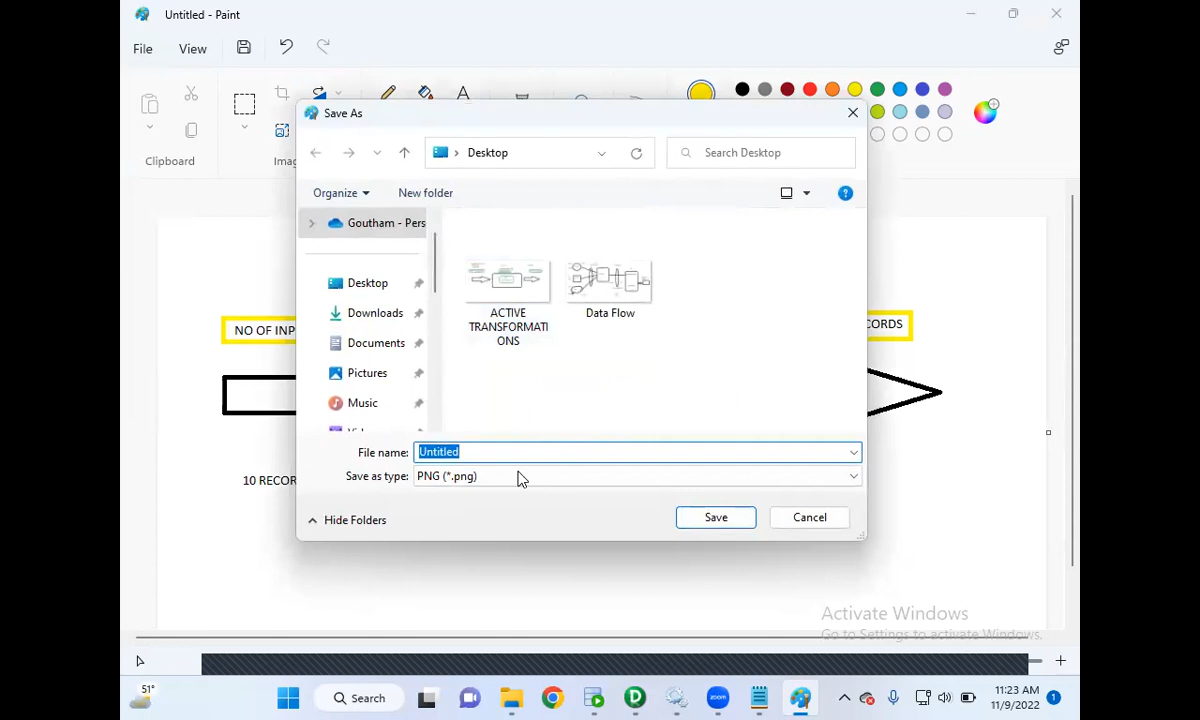 Untitled - Paint
File
View
Clipboard
Save As
Desktop
Search Desktop
Organize
New folder
Goutham - Pers
Desktop
Downloads
Documents
Pictures
Music
ACTIVE
TRANSFORMATI
ONS
Data Flow
NO OF INP
CORDS
10 RECOR
File name:
Untitled
Save as type:
PNG (*.png)
Hide Folders
Save
Cancel
Activate Windows
Go to Settings to activate Windows.
51°
Search
zoom
11:23 AM
11/9/2022
1